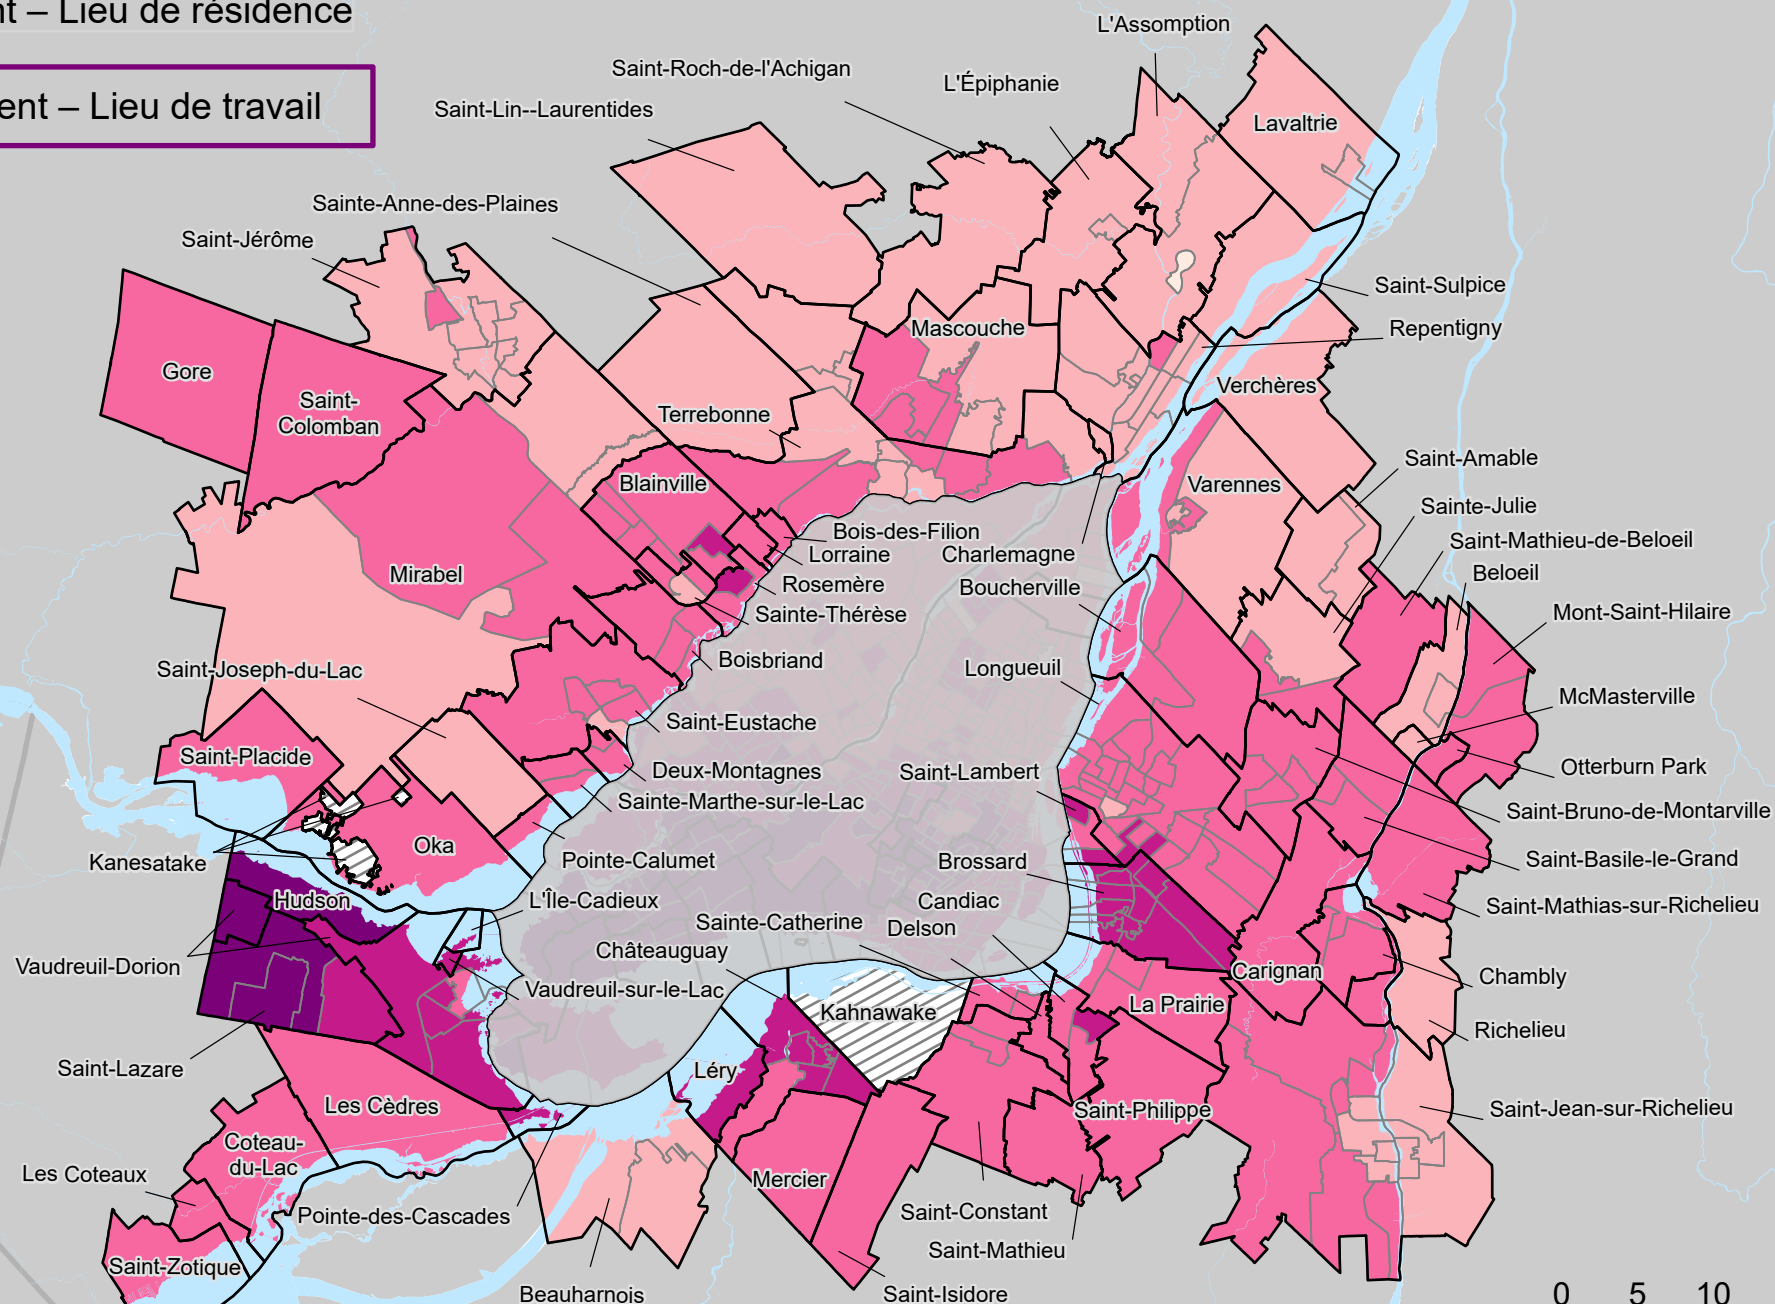 nt – Lieu de résidence
ent – Lieu de travail
L'Assomption
Saint-Roch-de-l'Achigan
L'Épiphanie
Saint-Lin--Laurentides
Lavaltrie
Sainte-Anne-des-Plaines
Saint-Jérôme
Saint-Sulpice
Repentigny
Mascouche
Gore
Verchères
Saint-
Colomban
Terrebonne
Saint-Amable
Blainville
Varennes
Sainte-Julie
Bois-des-Filion
Saint-Mathieu-de-Beloeil
Lorraine
Charlemagne
Beloeil
Mirabel
Rosemère
Boucherville
Sainte-Thérèse
Mont-Saint-Hilaire
Boisbriand
Longueuil
Saint-Joseph-du-Lac
McMasterville
Saint-Eustache
Saint-Placide
Deux-Montagnes
Saint-Lambert
Otterburn Park
Sainte-Marthe-sur-le-Lac
Saint-Bruno-de-Montarville
Oka
Kanesatake
Pointe-Calumet
Brossard
Saint-Basile-le-Grand
Hudson
L'Île-Cadieux
Candiac
Saint-Mathias-sur-Richelieu
Sainte-Catherine
Delson
Châteauguay
Vaudreuil-Dorion
Carignan
Chambly
Vaudreuil-sur-le-Lac
La Prairie
Kahnawake
Richelieu
Saint-Lazare
Léry
Les Cèdres
Saint-Philippe
Saint-Jean-sur-Richelieu
Coteau-
du-Lac
Les Coteaux
Mercier
Pointe-des-Cascades
Saint-Constant
Saint-Mathieu
Saint-Zotique
Beauharnois
Saint-Isidore
0 5 10